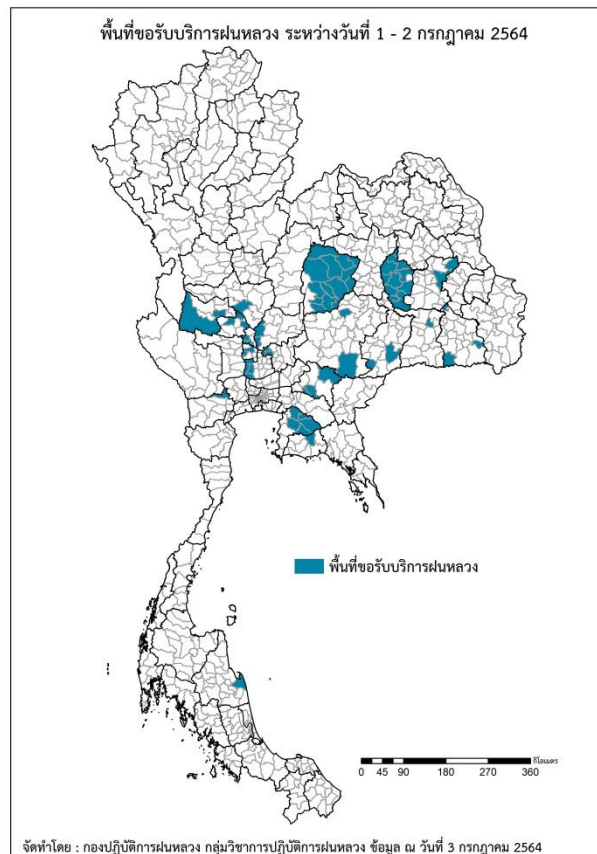 พื้นที่ขอรับบริการฝนหลวง ระหว่างวันที่ 1 - 2 กรกฎาคม 2564
พื้นที่ขอรับบริการฝนหลวง
กิโลเมตร
0 45 90 180 270 360
จัดทำโดย : กองปฏิบัติการฝนหลวง กลุ่มวิชาการปฏิบัติการฝนหลวง ข้อมูล ณ วันที่ 3 กรกฎาคม 2564